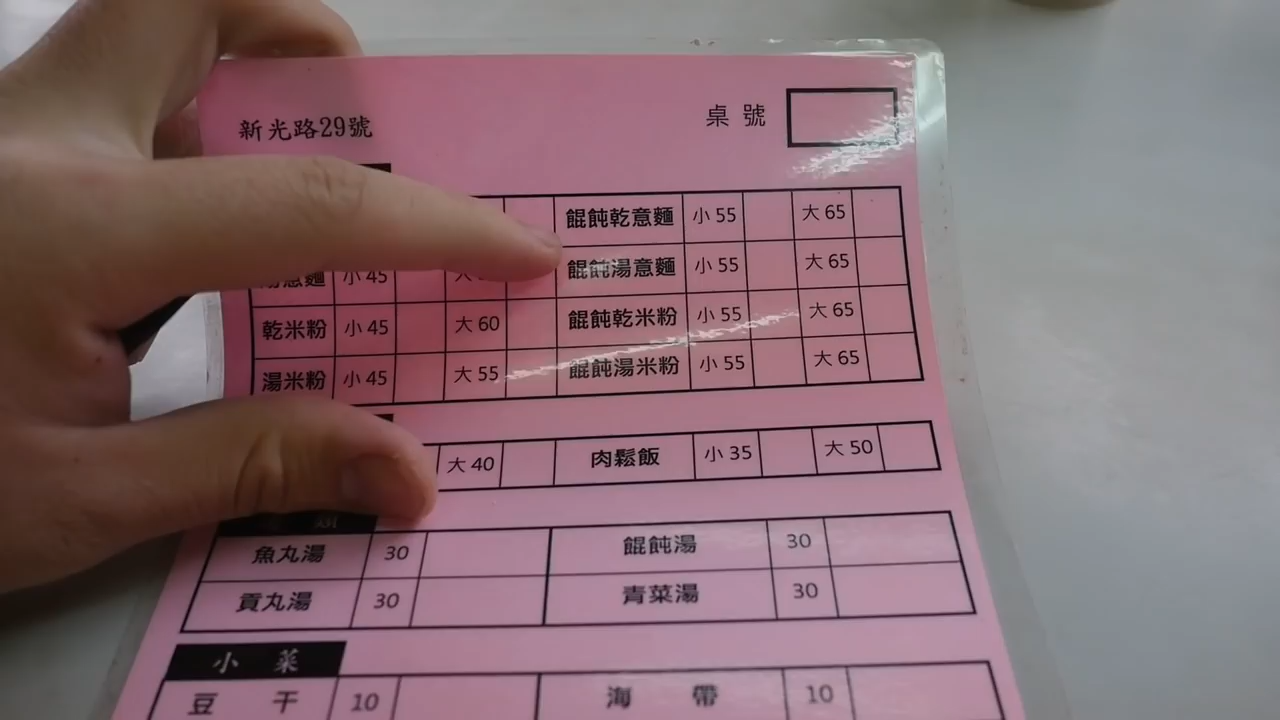 新光路29號 桌號
餛飩乾意麵 小55 大65
意麵 小45 大 餛飩湯意麵 小55 大65
乾米粉 小45 大60 餛飩乾米粉 小55 大65
湯米粉 小45 大55 餛飩湯米粉 小55 大65
大40 肉鬆飯 小35 大50
魚丸湯 30 餛飩湯 30
貢丸湯 30 青菜湯 30
小菜
豆干 10 海帶 10